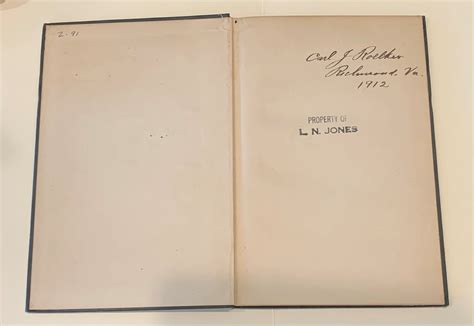 2.91
Carl J. Roelker
Richmond, Va.
1912
PROPERTY OF
L. N. JONES